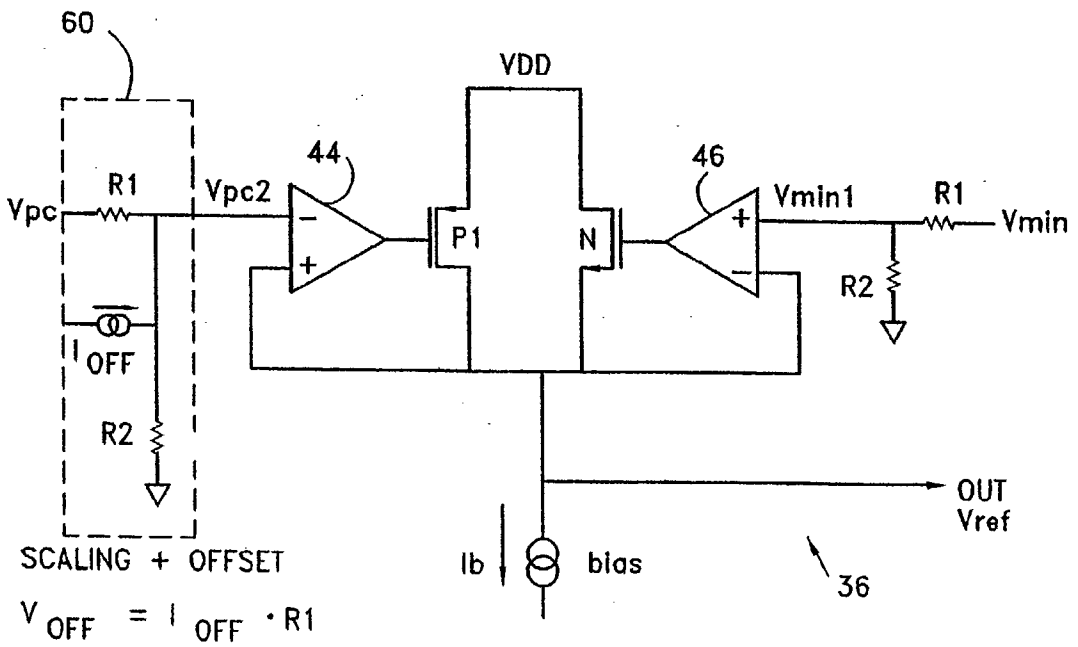 60
VDD
44
46
R1
Vpc
Vpc2
Vmin1
R1
Vmin
-
+
P1
N
+
-
R2
I OFF
R2
OUT
Vref
SCALING + OFFSET
Ib
bias
36
V OFF = I OFF · R1